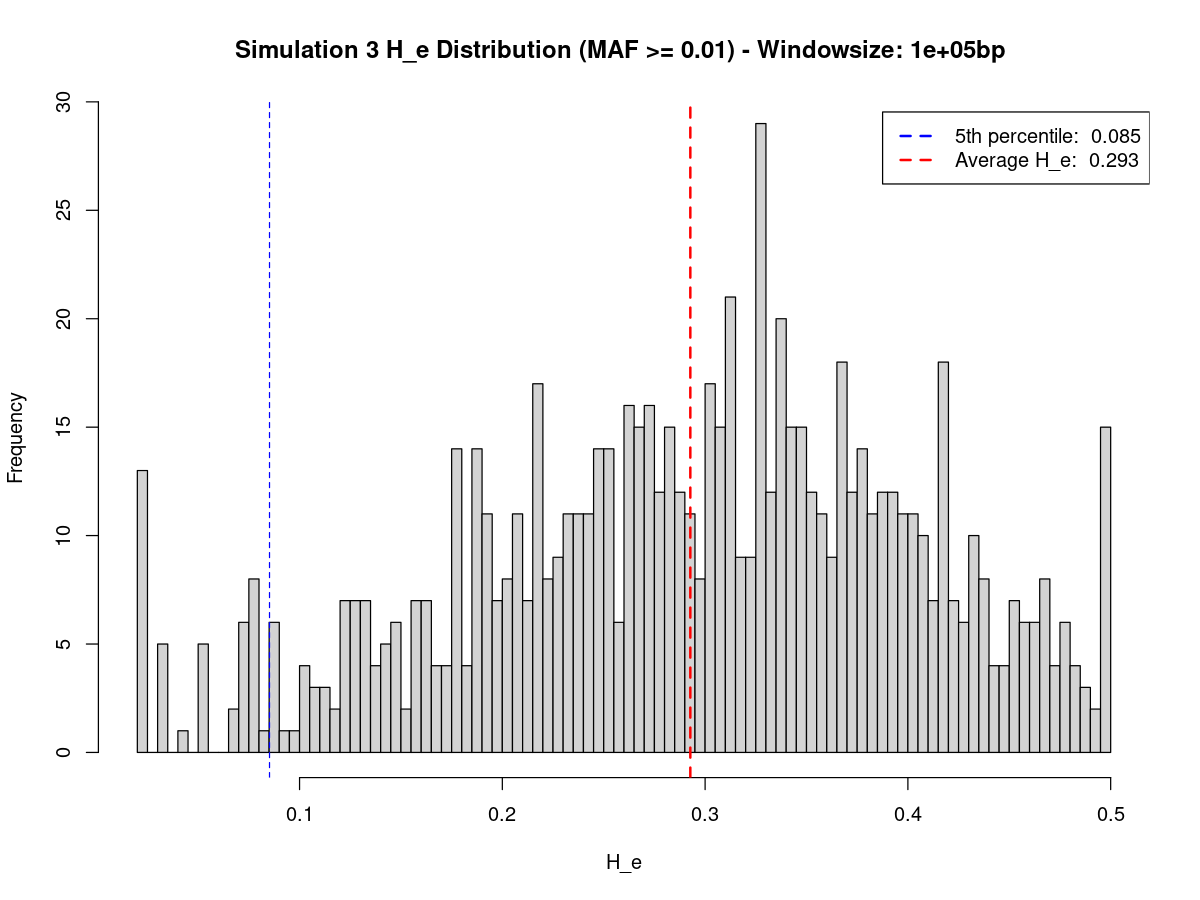 Simulation 3 H_e Distribution (MAF >= 0.01) - Windowsize: 1e+05bp
30
25
20
15
10
5
0
Frequency
5th percentile: 0.085
Average H_e: 0.293
0.1
0.2
0.3
0.4
0.5
H_e